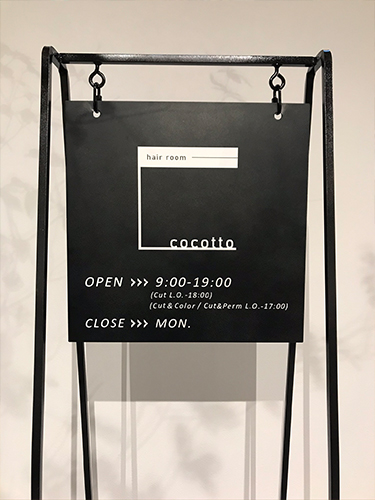 hair room
cocotto
OPEN >>> 9:00-19:00
(Cut L.O.-18:00)
(Cut & Color / Cut&Perm L.O.-17:00)
CLOSE >>> MON.